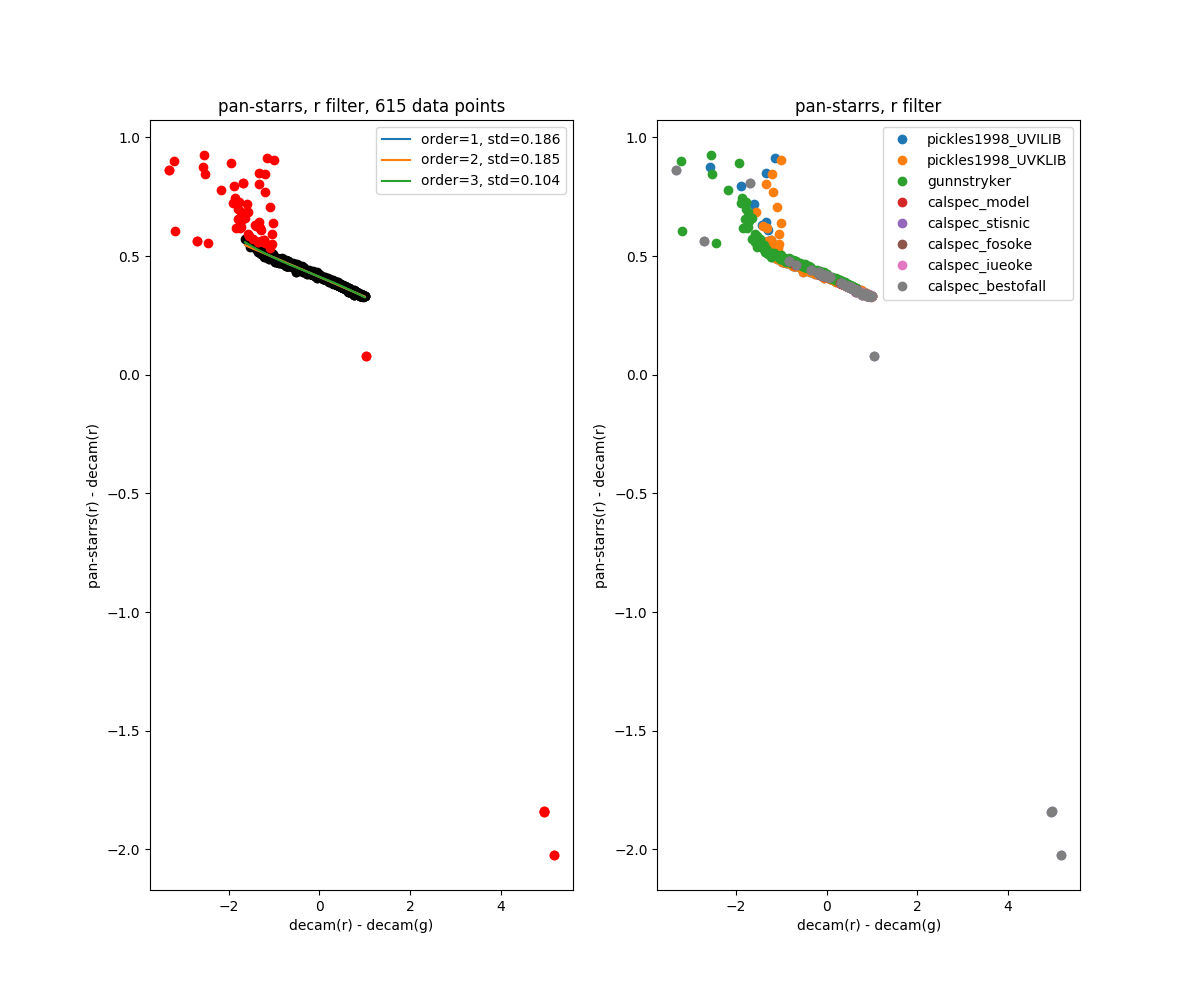 pan-starrs, r filter, 615 data points
order=1, std=0.186
order=2, std=0.185
order=3, std=0.104
1.0
0.5
0.0
−0.5
−1.0
−1.5
−2.0
pan-starrs(r) - decam(r)
−2
0
2
4
decam(r) - decam(g)
pan-starrs, r filter
pickles1998_UVILIB
pickles1998_UVKLIB
gunnstryker
calspec_model
calspec_stisnic
calspec_fosoke
calspec_iueoke
calspec_bestofall
1.0
0.5
0.0
−0.5
−1.0
−1.5
−2.0
pan-starrs(r) - decam(r)
−2
0
2
4
decam(r) - decam(g)